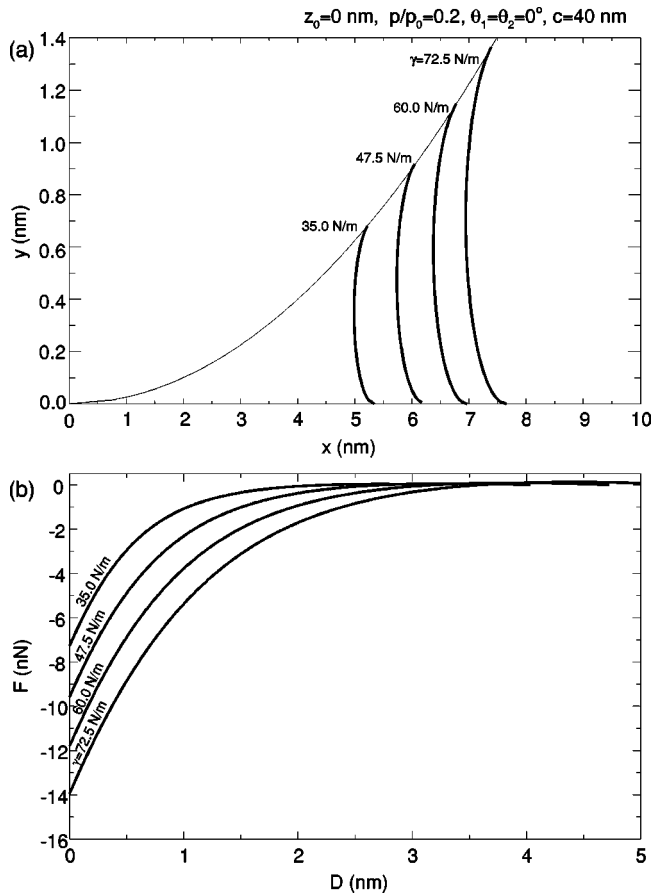 z₀=0 nm, p/p₀=0.2, θ₁=θ₂=0°, c=40 nm
(a)
1.4
1.2
1.0
0.8
0.6
0.4
0.2
0.0
y (nm)
γ=72.5 N/m
60.0 N/m
47.5 N/m
35.0 N/m
0 1 2 3 4 5 6 7 8 9 10
x (nm)
(b)
0
-2
-4
-6
-8
-10
-12
-14
-16
F (nN)
35.0 N/m
47.5 N/m
60.0 N/m
γ=72.5 N/m
0 1 2 3 4 5
D (nm)